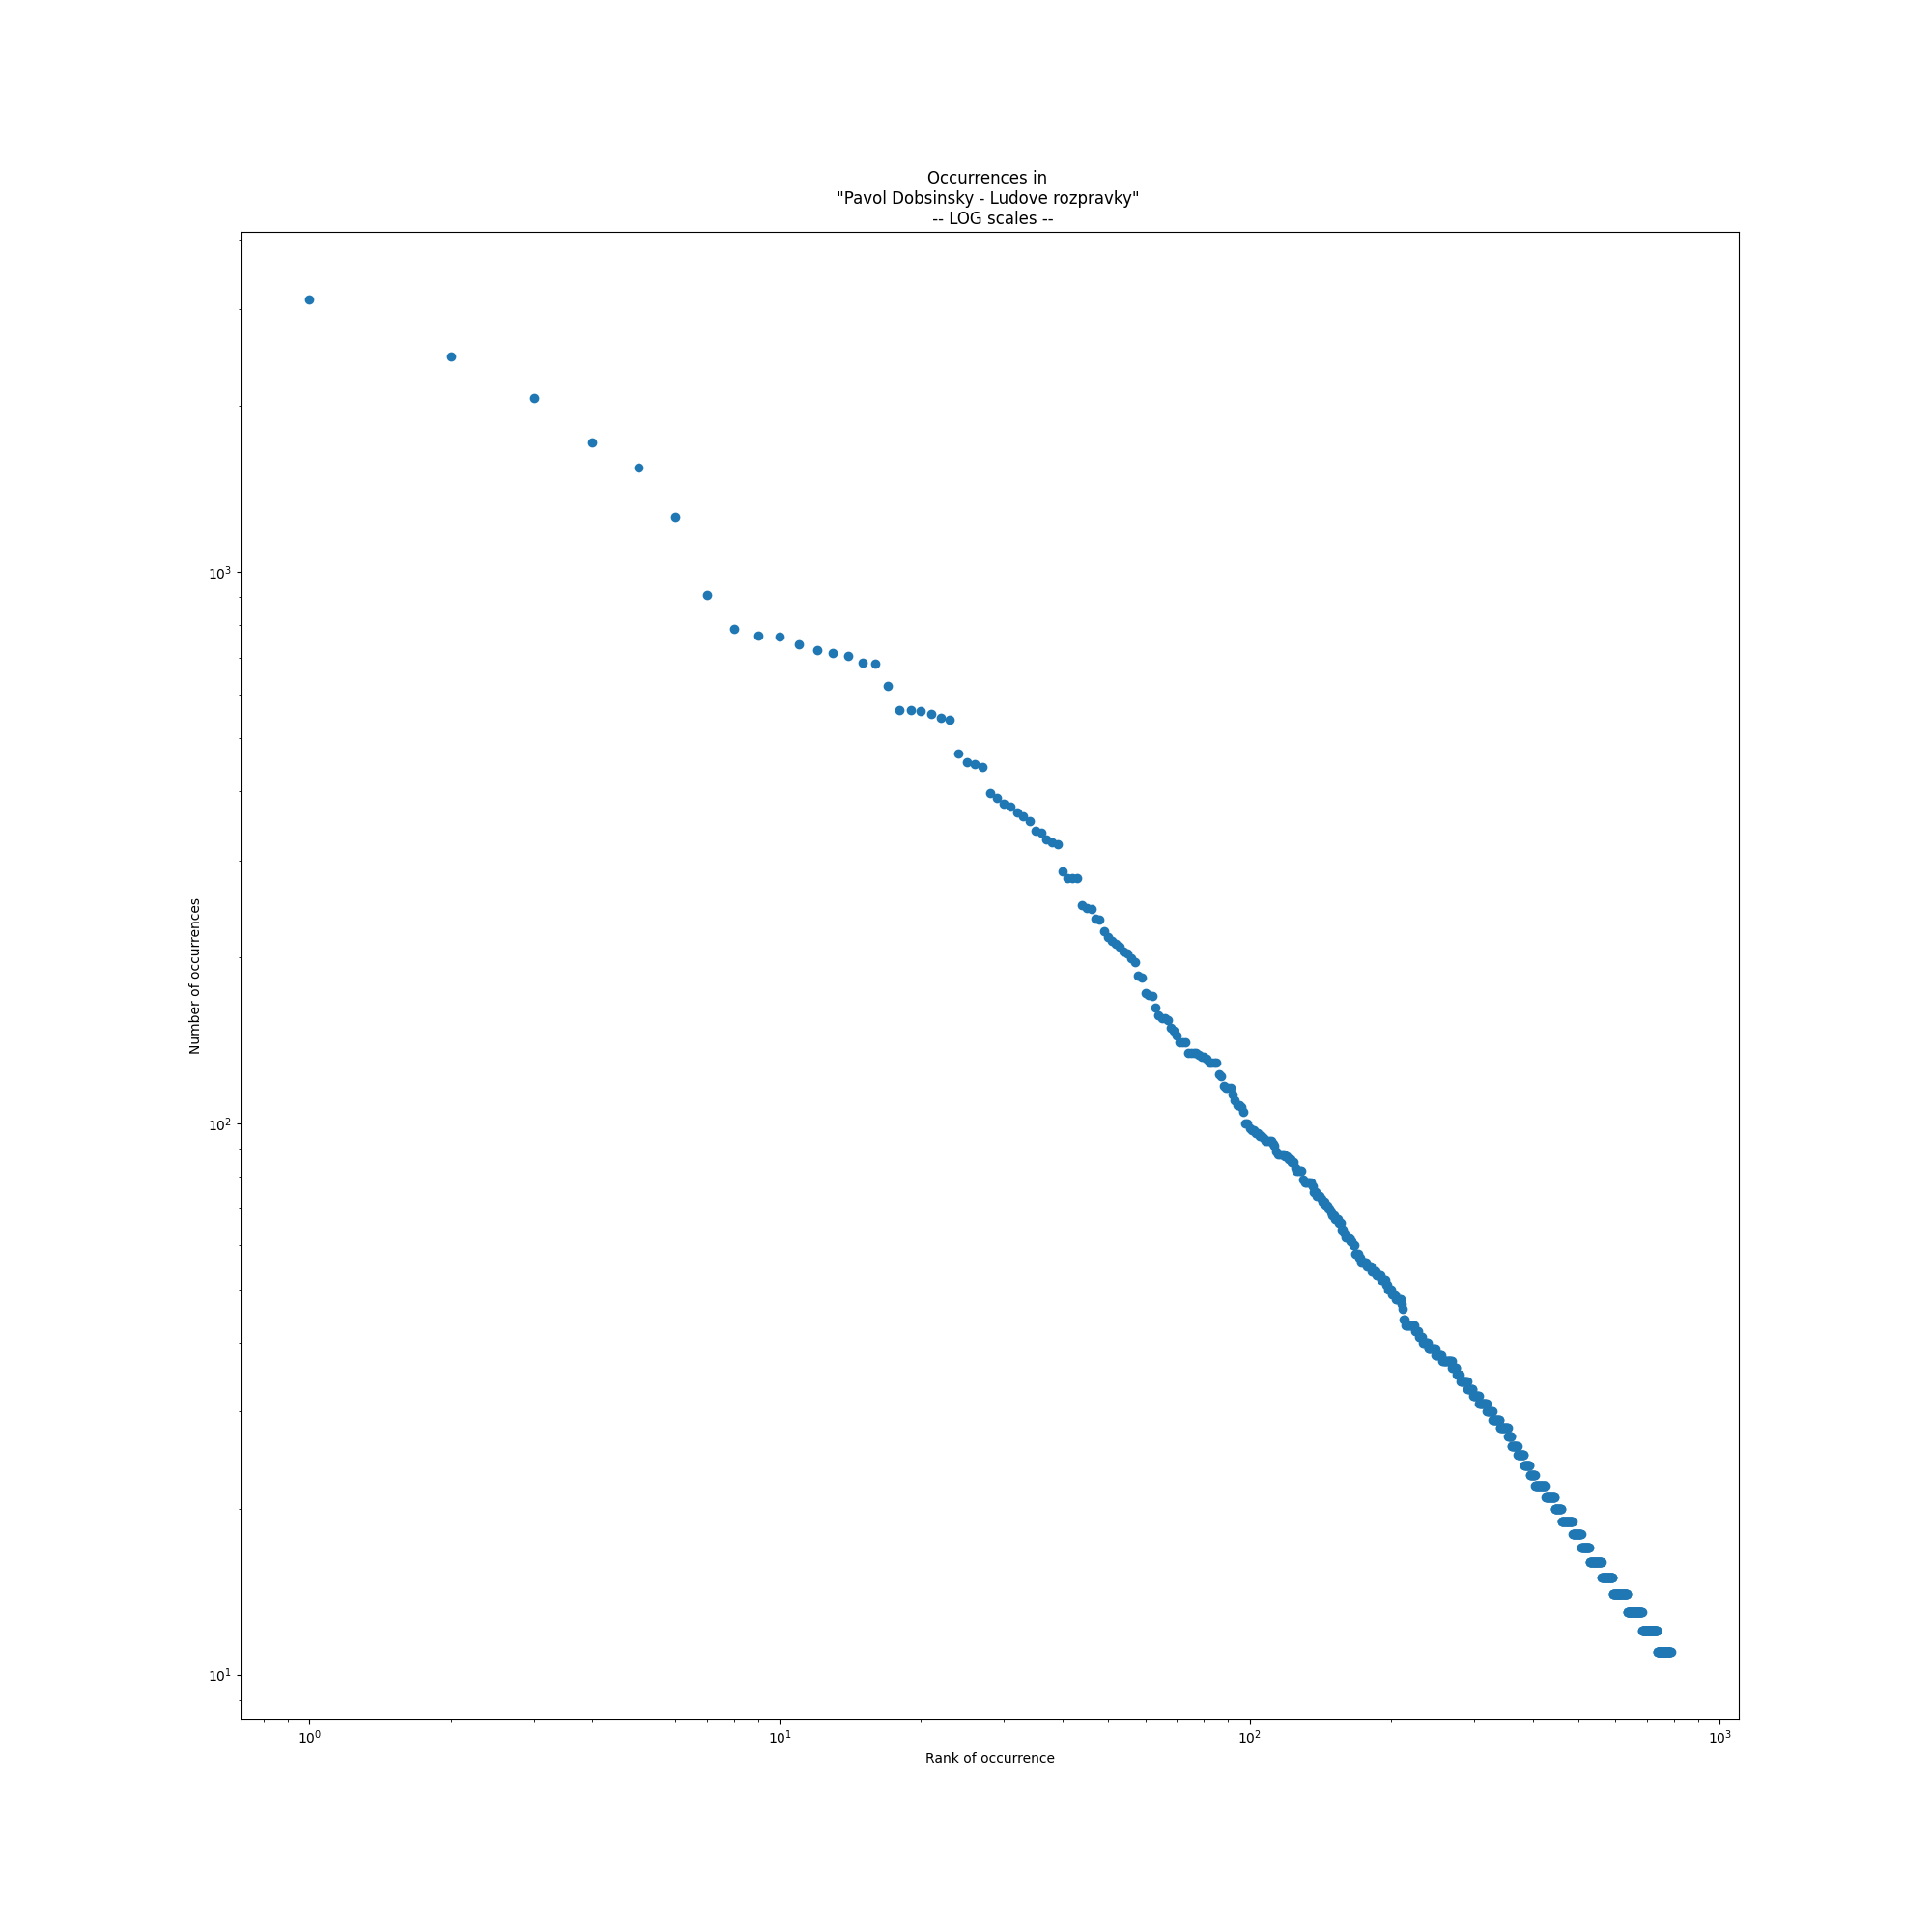 Occurrences in
"Pavol Dobsinsky - Ludove rozpravky"
-- LOG scales --
Number of occurrences
10³
10²
10¹
10⁰ 10¹ 10² 10³
Rank of occurrence